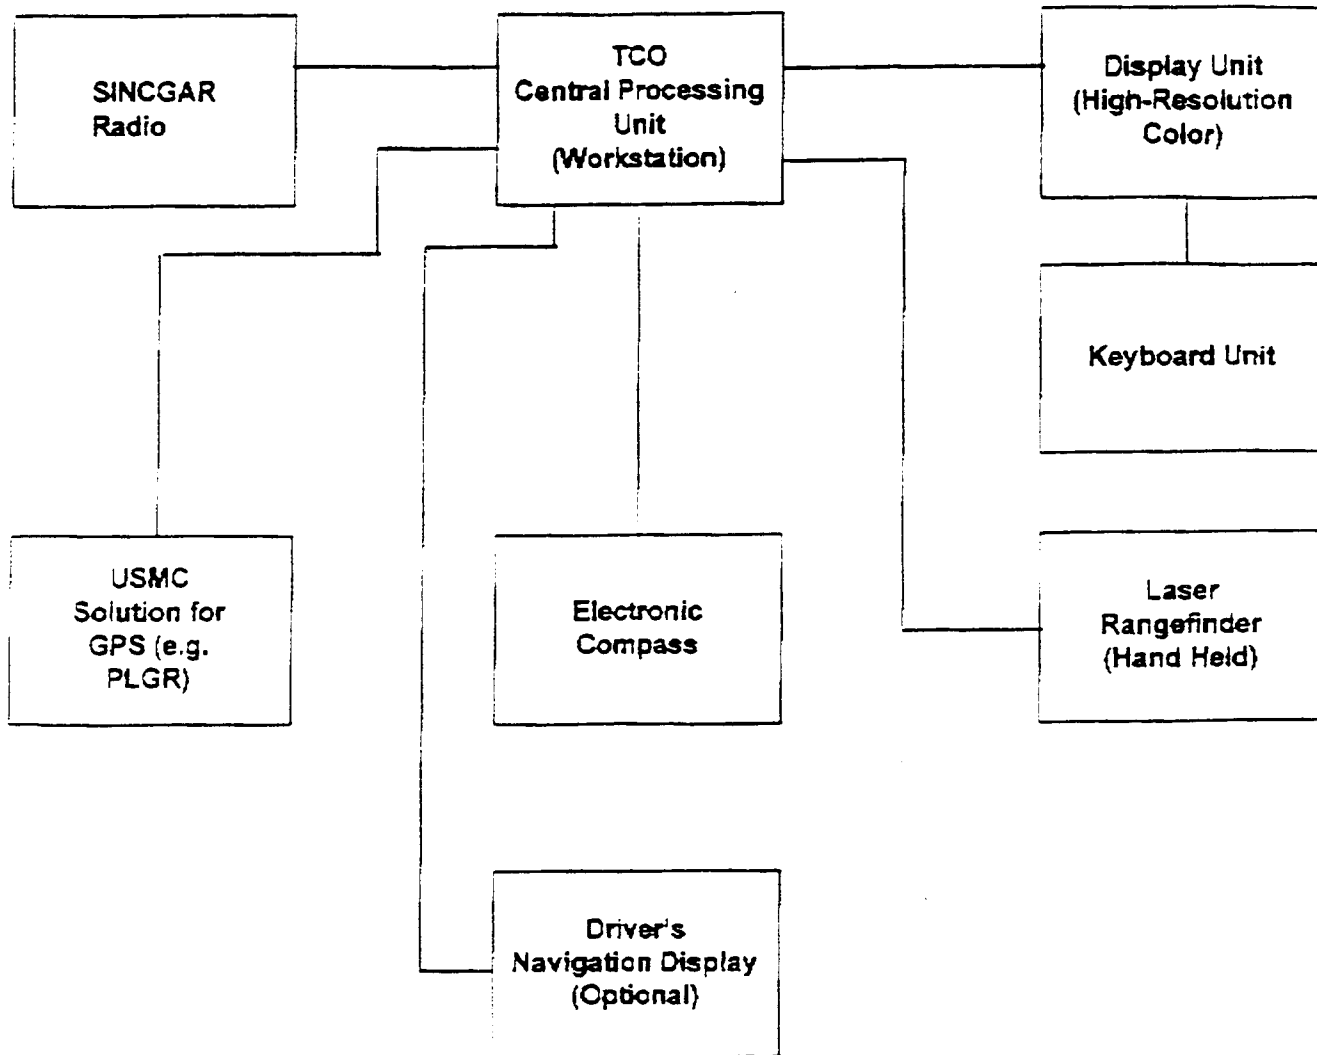 SINCGAR
Radio
TCO
Central Processing
Unit
(Workstation)
Display Unit
(High-Resolution
Color)
Keyboard Unit
USMC
Solution for
GPS (e.g.
PLGR)
Electronic
Compass
Laser
Rangefinder
(Hand Held)
Driver's
Navigation Display
(Optional)